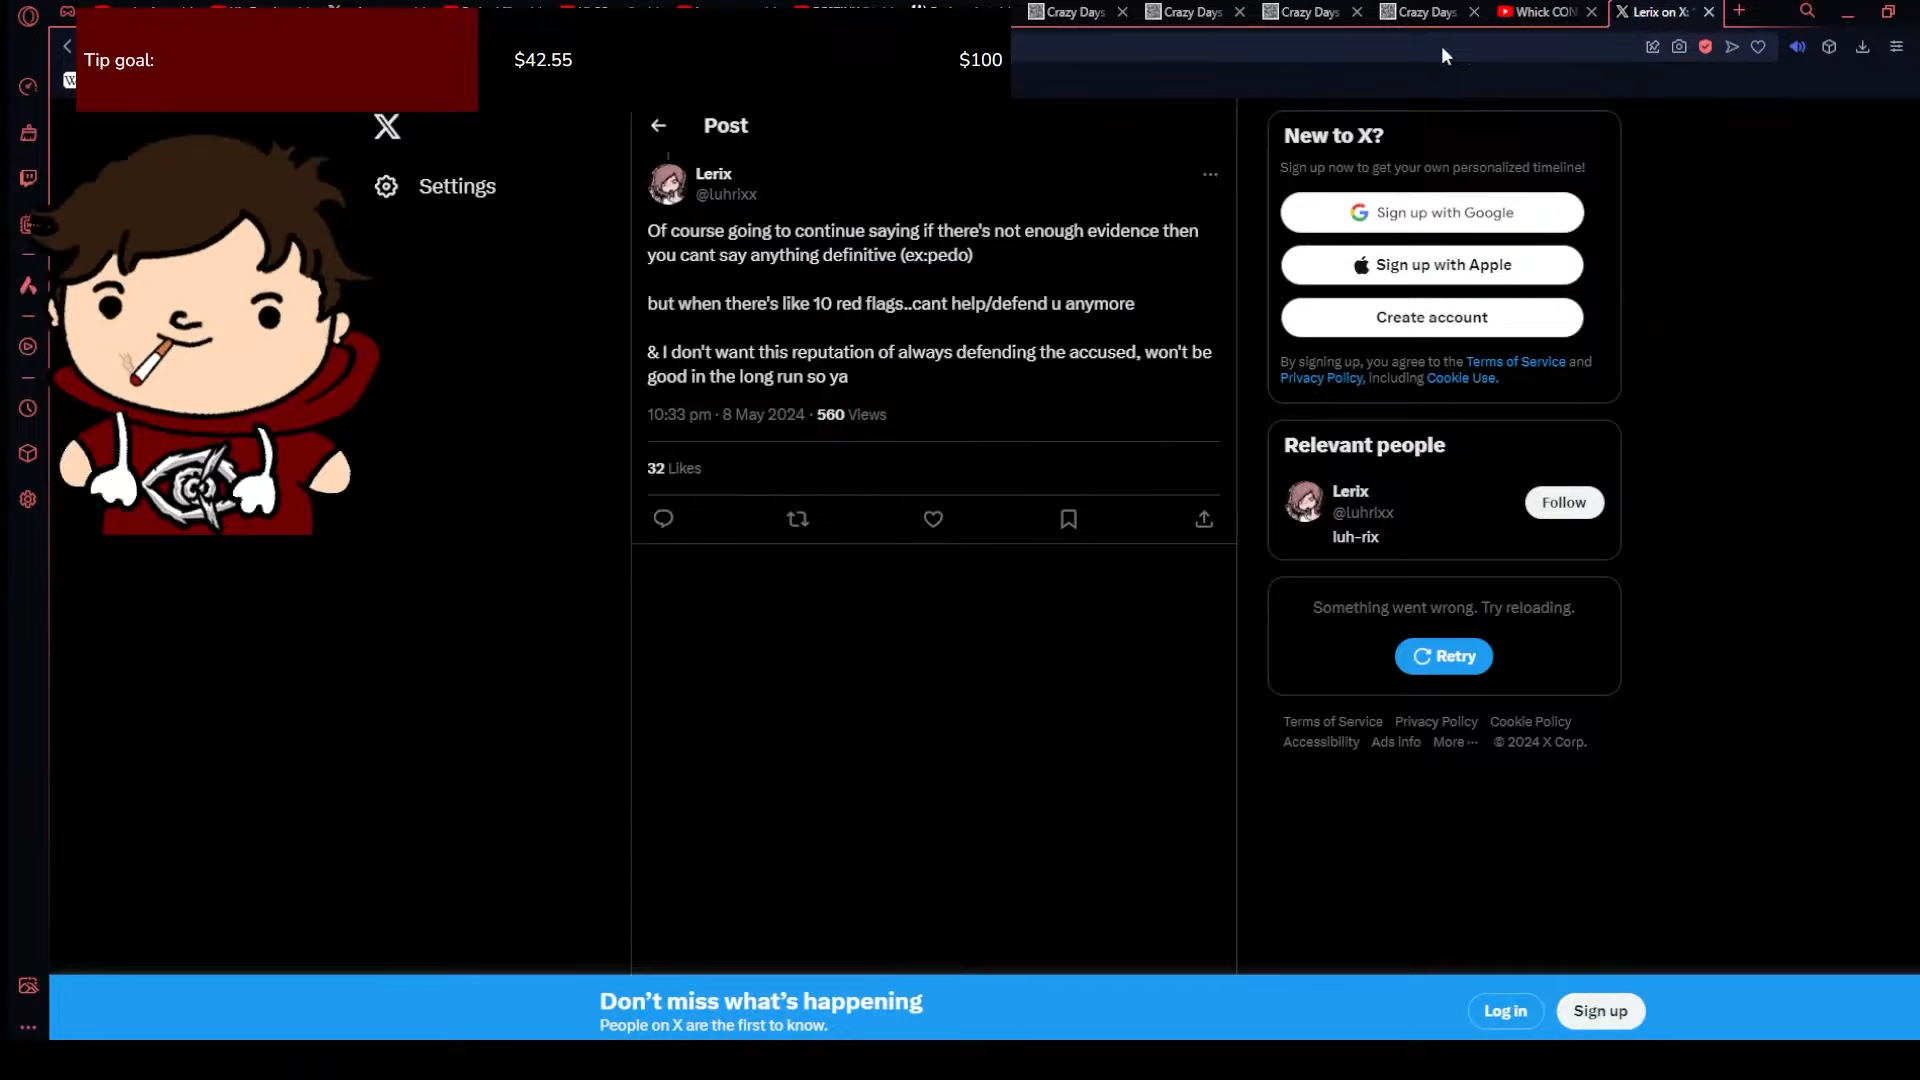 Crazy Days
Crazy Days
Crazy Days
Crazy Days
Whick CON
Lerix on X:
Tip goal:
$42.55
$100
W
Settings
Post
Lerix
@luhrixx
Of course going to continue saying if there's not enough evidence then
you cant say anything definitive (ex:pedo)
but when there's like 10 red flags..cant help/defend u anymore
& I don't want this reputation of always defending the accused, won't be
good in the long run so ya
10:33 pm · 8 May 2024 · 560 Views
32 Likes
New to X?
Sign up now to get your own personalized timeline!
Sign up with Google
Sign up with Apple
Create account
By signing up, you agree to the Terms of Service and
Privacy Policy, including Cookie Use.
Relevant people
Lerix
@luhrixx
luh-rix
Follow
Something went wrong. Try reloading.
Retry
Terms of Service Privacy Policy Cookie Policy
Accessibility Ads info More ··· © 2024 X Corp.
Don’t miss what’s happening
People on X are the first to know.
Log in
Sign up